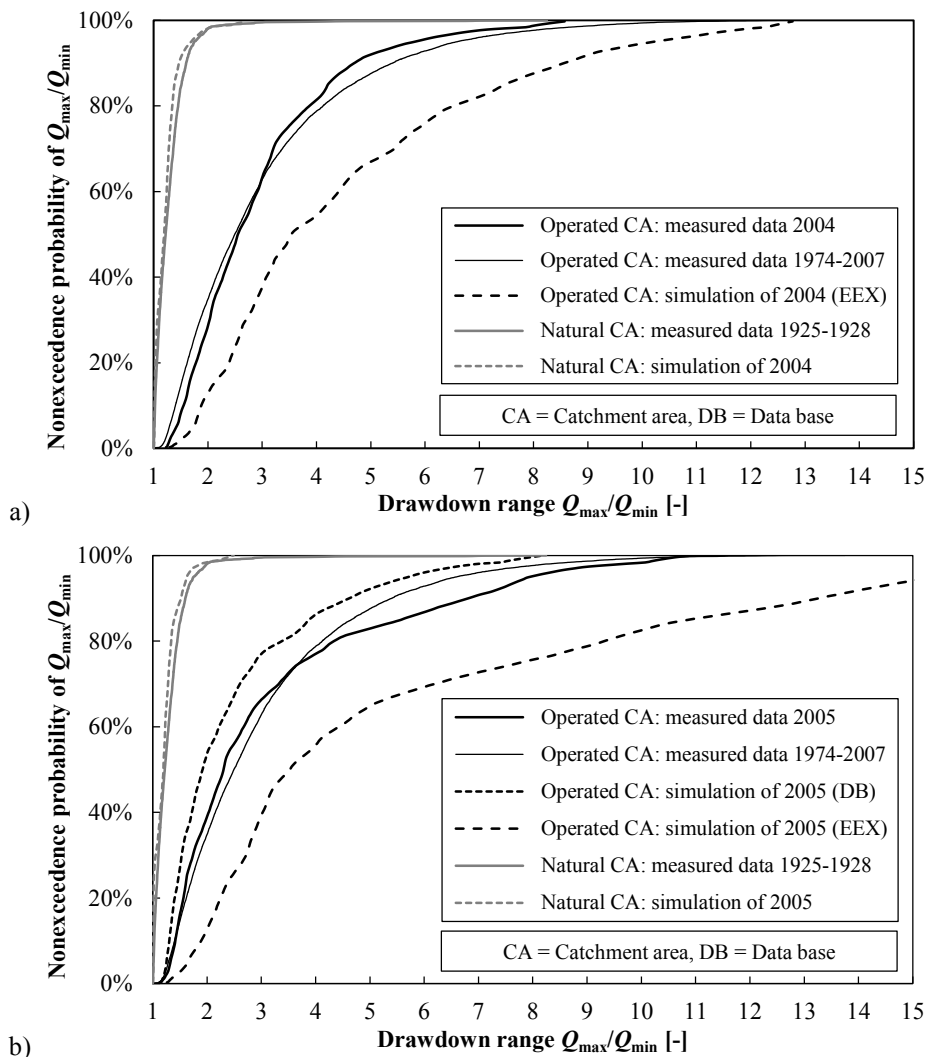 100%
80%
60%
40%
20%
0%
Nonexceedence probability of Qmax/Qmin
Operated CA: measured data 2004
Operated CA: measured data 1974-2007
Operated CA: simulation of 2004 (EEX)
Natural CA: measured data 1925-1928
Natural CA: simulation of 2004
CA = Catchment area, DB = Data base
1 2 3 4 5 6 7 8 9 10 11 12 13 14 15
Drawdown range Qmax/Qmin [-]
a)
100%
80%
60%
40%
20%
0%
Nonexceedence probability of Qmax/Qmin
Operated CA: measured data 2005
Operated CA: measured data 1974-2007
Operated CA: simulation of 2005 (DB)
Operated CA: simulation of 2005 (EEX)
Natural CA: measured data 1925-1928
Natural CA: simulation of 2005
CA = Catchment area, DB = Data base
1 2 3 4 5 6 7 8 9 10 11 12 13 14 15
Drawdown range Qmax/Qmin [-]
b)